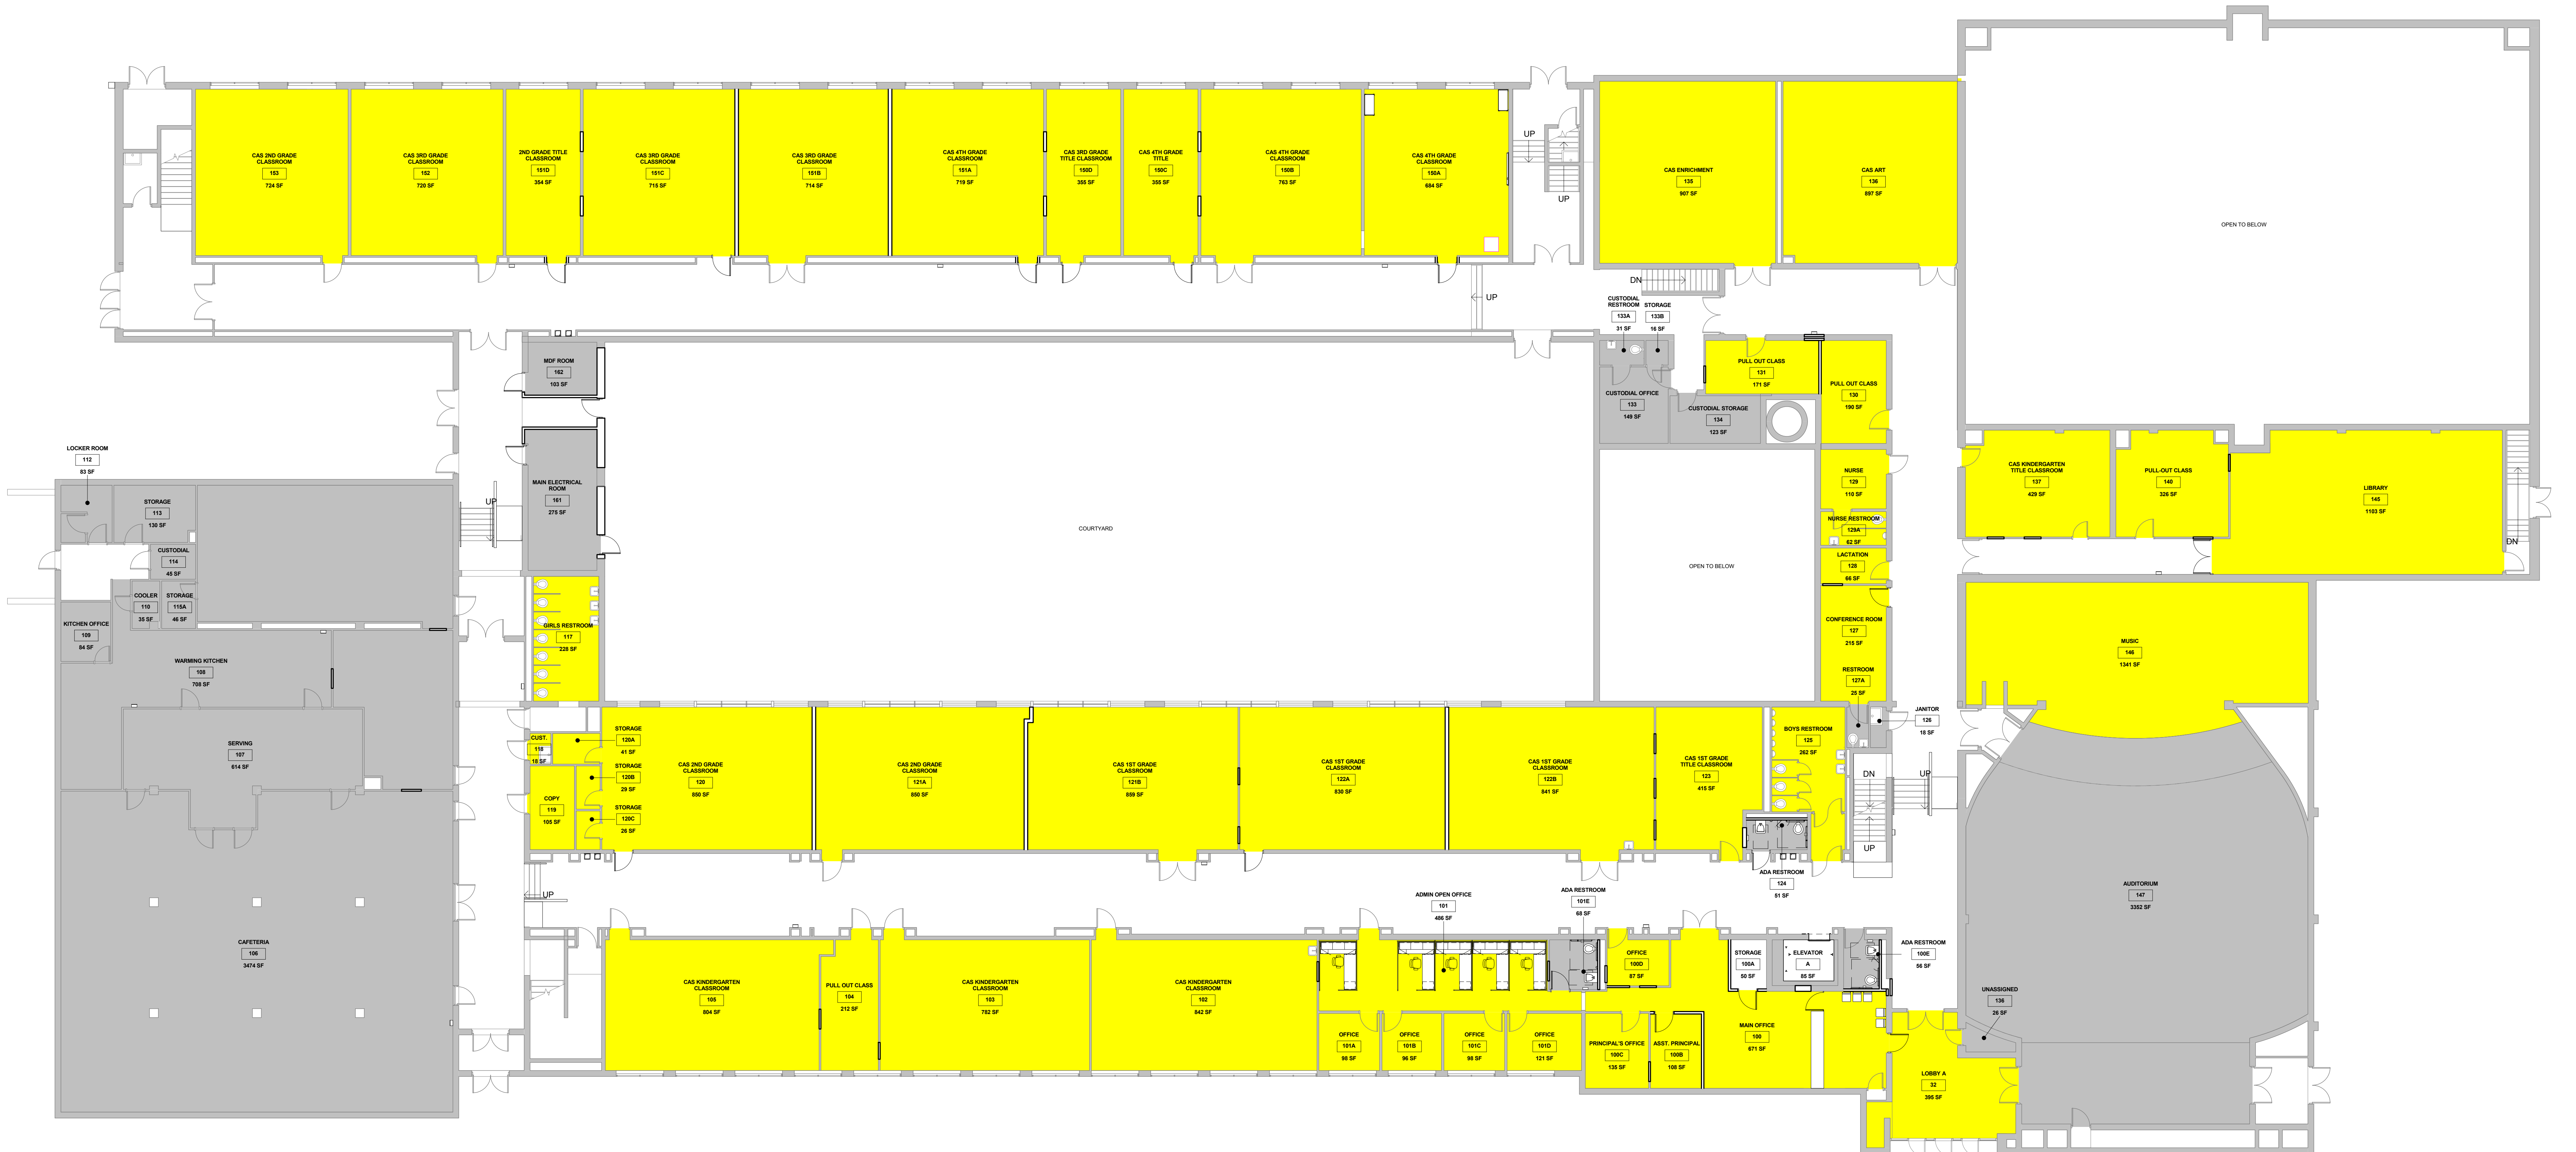 CAS 2ND GRADE
CLASSROOM
153
724 SF
CAS 3RD GRADE
CLASSROOM
152
720 SF
2ND GRADE TITLE
CLASSROOM
151D
354 SF
CAS 3RD GRADE
CLASSROOM
151C
715 SF
CAS 3RD GRADE
CLASSROOM
151B
714 SF
CAS 4TH GRADE
CLASSROOM
151A
719 SF
CAS 3RD GRADE
TITLE CLASSROOM
150D
355 SF
CAS 4TH GRADE
TITLE
150C
355 SF
CAS 4TH GRADE
CLASSROOM
150B
763 SF
CAS 4TH GRADE
CLASSROOM
150A
684 SF
UP
UP
CAS ENRICHMENT
135
907 SF
CAS ART
136
897 SF
OPEN TO BELOW
UP
DN
CUSTODIAL
RESTROOM
133A
31 SF
STORAGE
133B
16 SF
MDF ROOM
162
103 SF
PULL OUT CLASS
131
171 SF
PULL OUT CLASS
130
190 SF
CUSTODIAL OFFICE
133
149 SF
CUSTODIAL STORAGE
134
123 SF
LOCKER ROOM
112
83 SF
STORAGE
113
130 SF
UP
MAIN ELECTRICAL
ROOM
161
275 SF
COURTYARD
NURSE
129
110 SF
NURSE RESTROOM
129A
62 SF
CAS KINDERGARTEN
TITLE CLASSROOM
137
429 SF
PULL-OUT CLASS
140
326 SF
LIBRARY
145
1103 SF
DN
CUSTODIAL
114
45 SF
COOLER
110
35 SF
STORAGE
115A
46 SF
KITCHEN OFFICE
109
84 SF
OPEN TO BELOW
LACTATION
128
66 SF
GIRLS RESTROOM
117
228 SF
CONFERENCE ROOM
127
215 SF
MUSIC
146
1341 SF
WARMING KITCHEN
108
708 SF
RESTROOM
127A
25 SF
JANITOR
126
18 SF
SERVING
107
614 SF
CUST.
118
18 SF
STORAGE
120A
41 SF
STORAGE
120B
29 SF
STORAGE
120C
26 SF
COPY
119
105 SF
CAS 2ND GRADE
CLASSROOM
120
850 SF
CAS 2ND GRADE
CLASSROOM
121A
850 SF
CAS 1ST GRADE
CLASSROOM
121B
859 SF
CAS 1ST GRADE
CLASSROOM
122A
830 SF
CAS 1ST GRADE
CLASSROOM
122B
841 SF
CAS 1ST GRADE
TITLE CLASSROOM
123
415 SF
BOYS RESTROOM
125
262 SF
DN
UP
UP
UP
ADA RESTROOM
124
51 SF
ADMIN OPEN OFFICE
101
486 SF
ADA RESTROOM
101E
68 SF
AUDITORIUM
147
3352 SF
CAFETERIA
106
3474 SF
CAS KINDERGARTEN
CLASSROOM
105
804 SF
PULL OUT CLASS
104
212 SF
CAS KINDERGARTEN
CLASSROOM
103
782 SF
CAS KINDERGARTEN
CLASSROOM
102
842 SF
OFFICE
100D
87 SF
STORAGE
100A
50 SF
ELEVATOR
A
85 SF
ADA RESTROOM
100E
56 SF
UNASSIGNED
136
26 SF
OFFICE
101A
98 SF
OFFICE
101B
96 SF
OFFICE
101C
98 SF
OFFICE
101D
121 SF
PRINCIPAL'S OFFICE
100C
135 SF
ASST. PRINCIPAL
100B
108 SF
MAIN OFFICE
100
671 SF
LOBBY A
32
395 SF